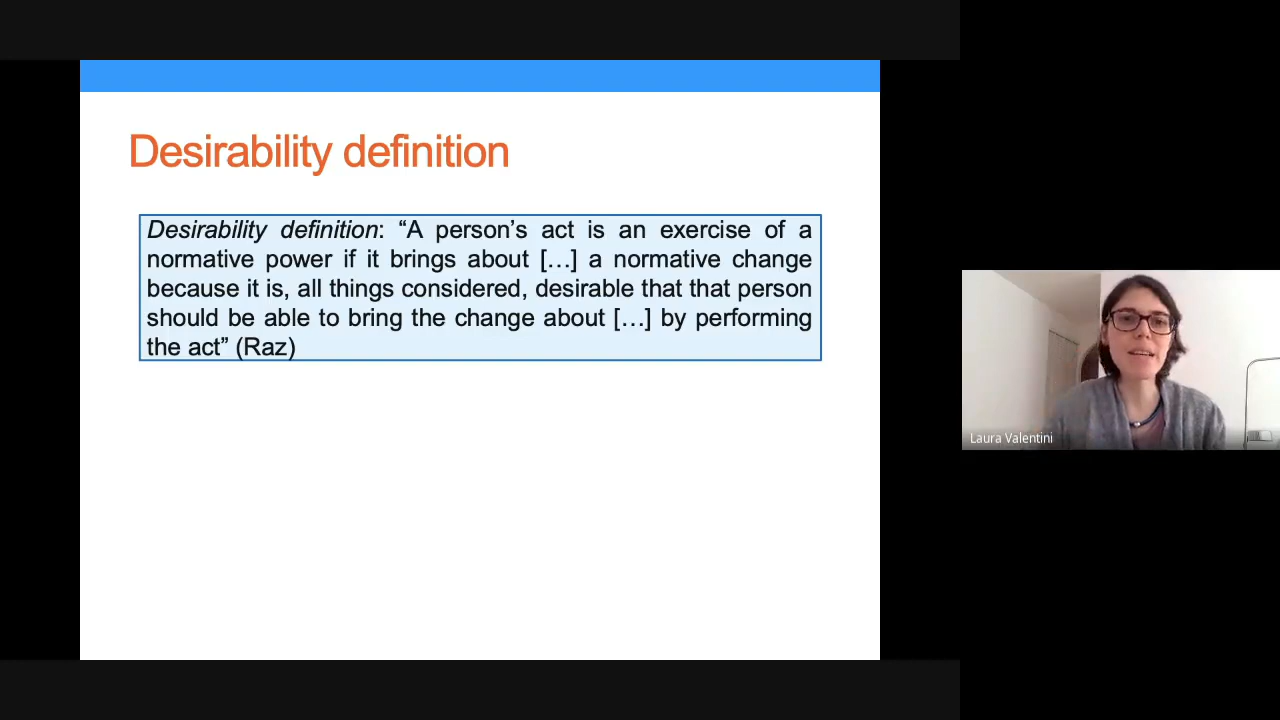 Desirability definition
Desirability definition: “A person’s act is an exercise of a
normative power if it brings about […] a normative change
because it is, all things considered, desirable that that person
should be able to bring the change about […] by performing
the act” (Raz)
Laura Valentini